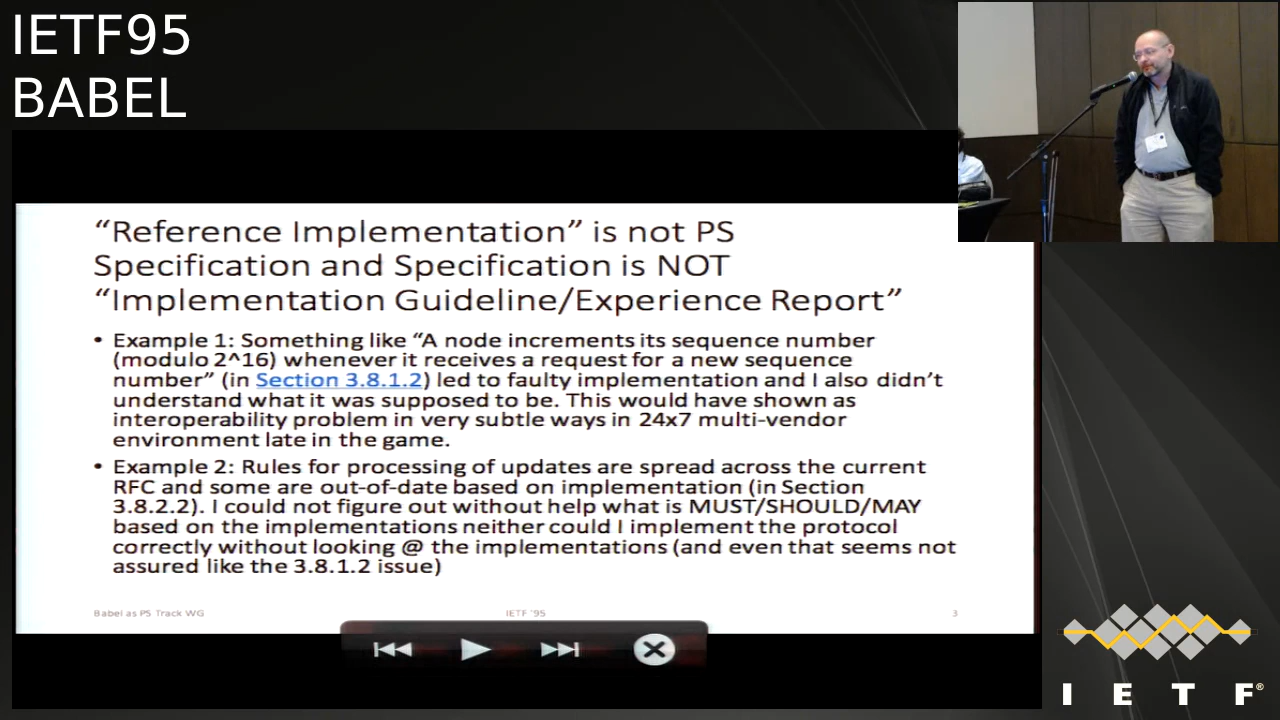 IETF95
BABEL
“Reference Implementation” is not PS
Specification and Specification is NOT
“Implementation Guideline/Experience Report”
• Example 1: Something like “A node increments its sequence number
(modulo 2^16) whenever it receives a request for a new sequence
number” (in Section 3.8.1.2) led to faulty implementation and I also didn’t
understand what it was supposed to be. This would have shown as
interoperability problem in very subtle ways in 24x7 multi-vendor
environment late in the game.
• Example 2: Rules for processing of updates are spread across the current
RFC and some are out-of-date based on implementation (in Section
3.8.2.2). I could not figure out without help what is MUST/SHOULD/MAY
based on the implementations neither could I implement the protocol
correctly without looking @ the implementations (and even that seems not
assured like the 3.8.1.2 issue)
Babel as PS Track WG
IETF '95
3
I E T F®